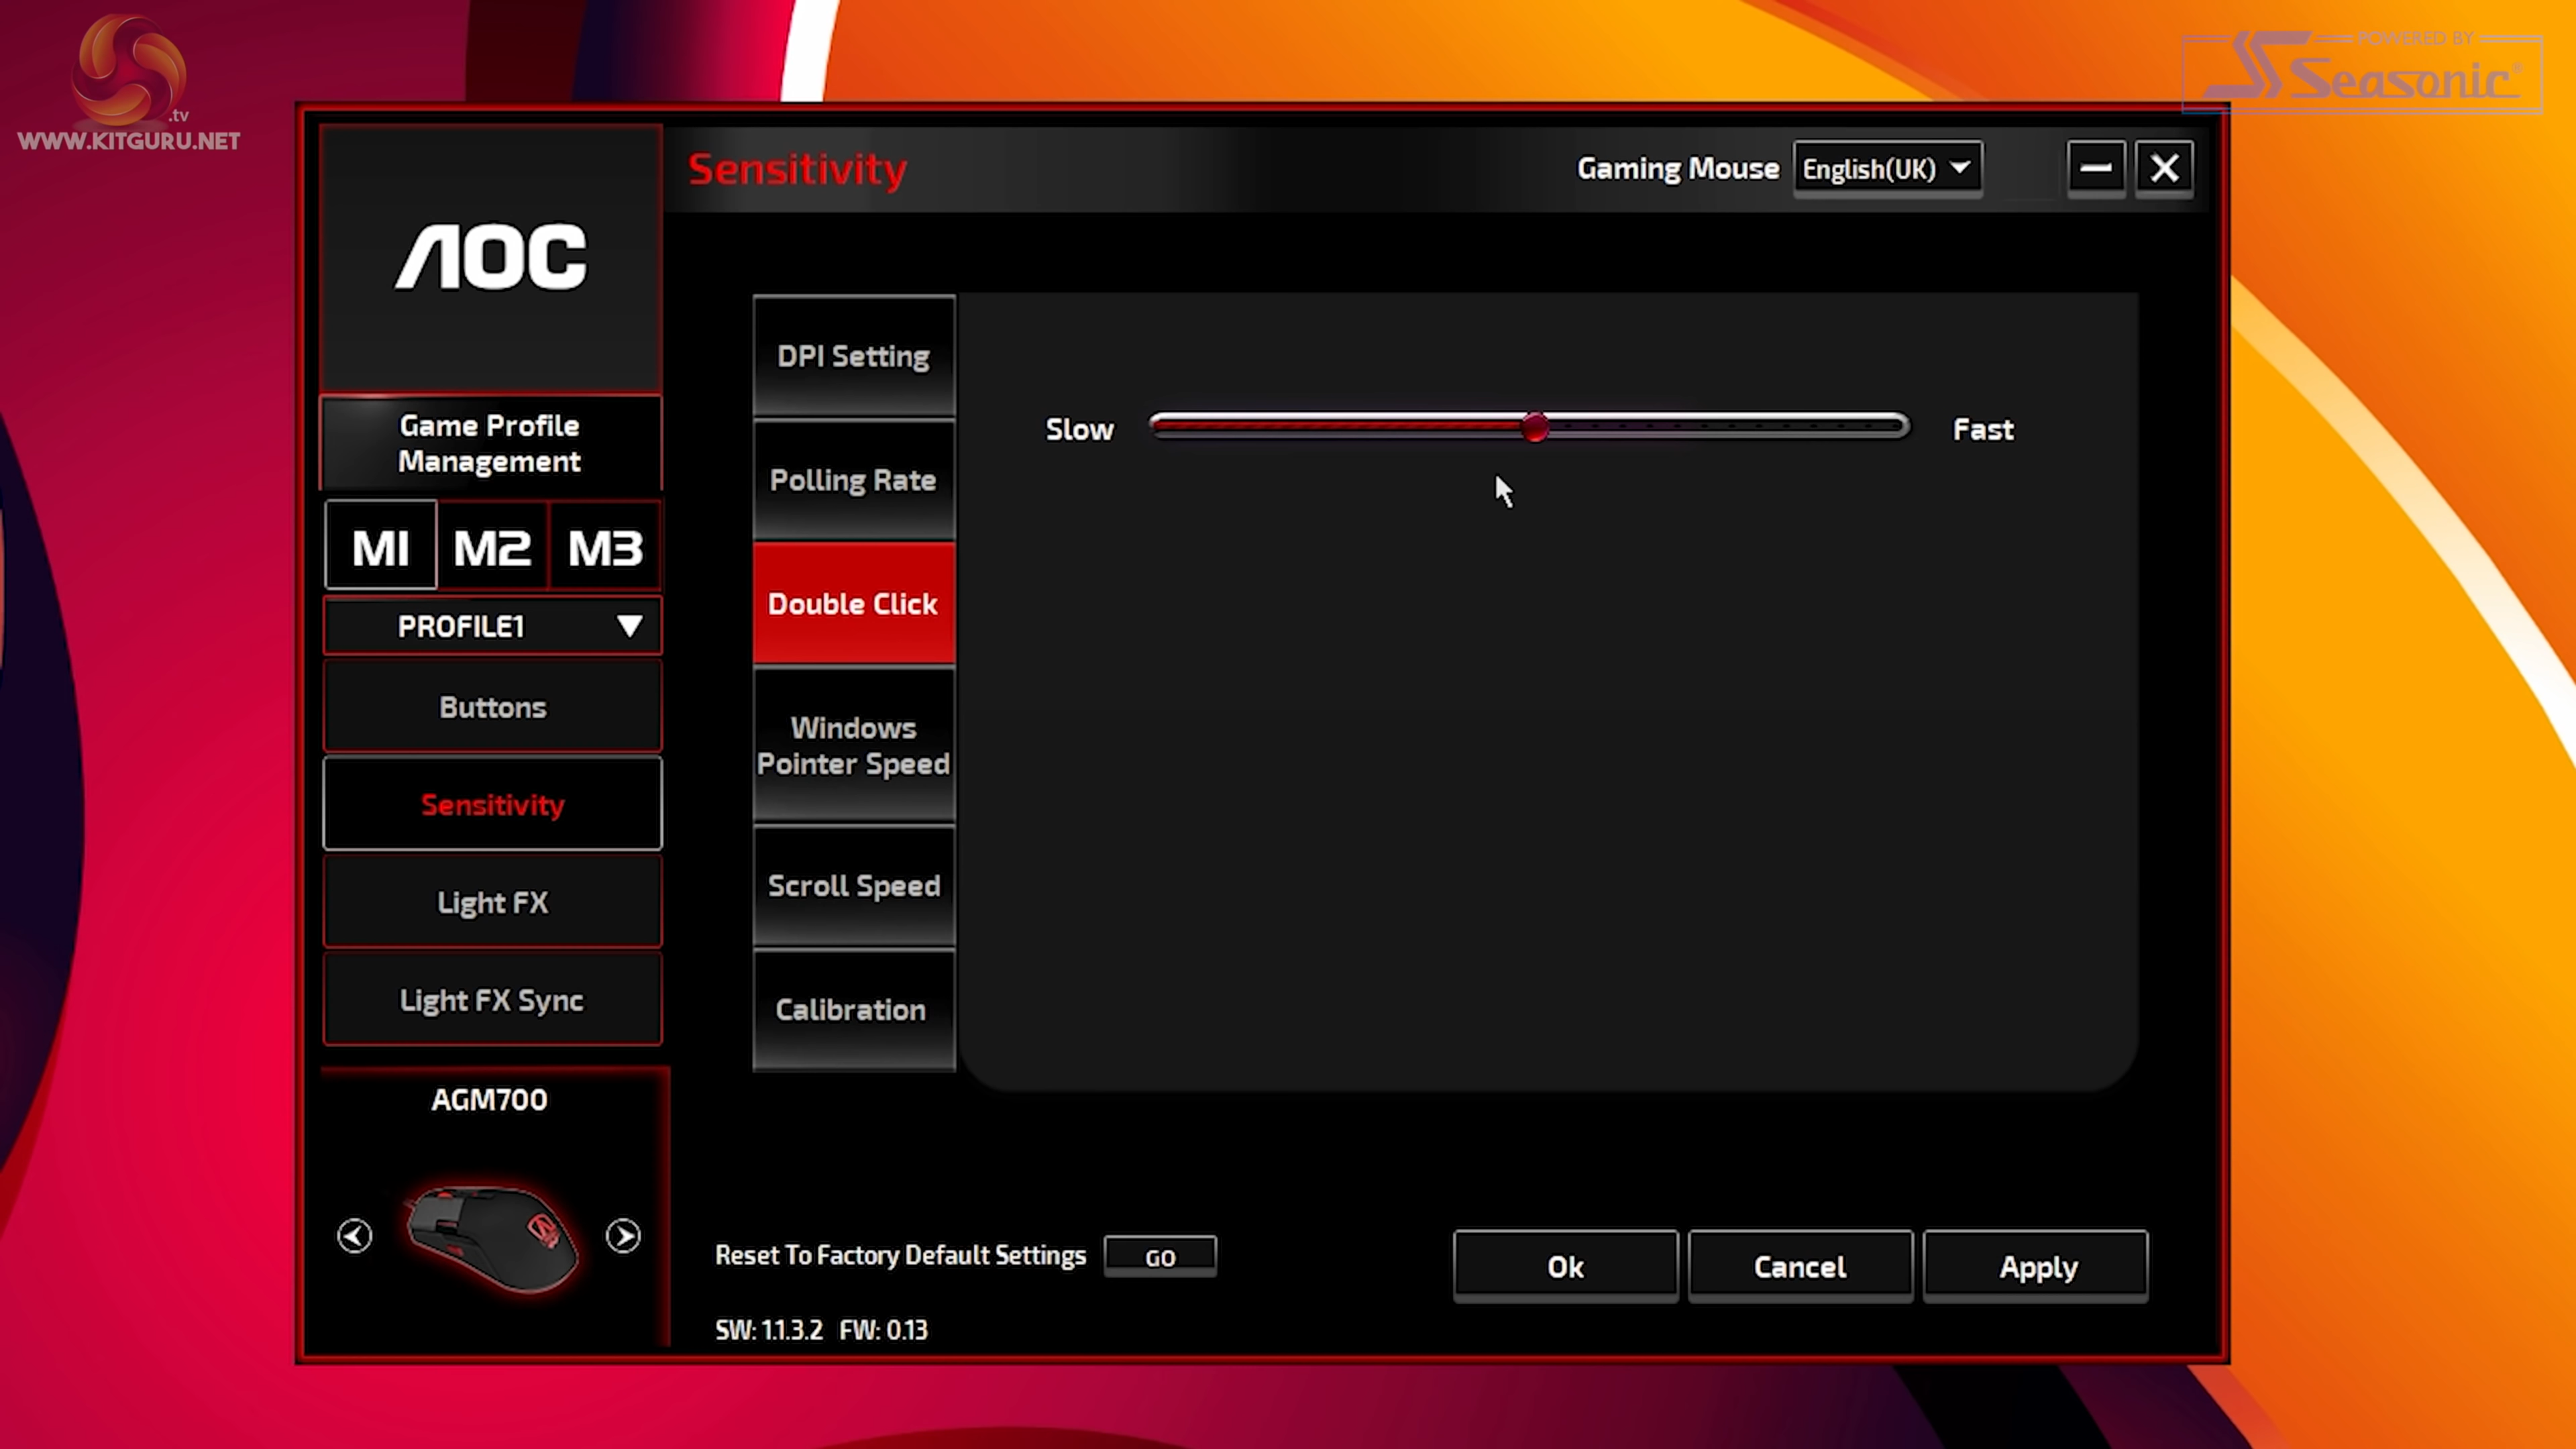 .tv
WWW.KITGURU.NET
POWERED BY
Seasonic®
AOC
Sensitivity
Gaming Mouse
English(UK)
Game Profile
Management
M1 M2 M3
PROFILE1
Buttons
Sensitivity
Light FX
Light FX Sync
AGM700
DPI Setting
Polling Rate
Double Click
Windows
Pointer Speed
Scroll Speed
Calibration
Slow
Fast
Reset To Factory Default Settings
GO
Ok
Cancel
Apply
SW: 1.1.3.2 FW: 0.13